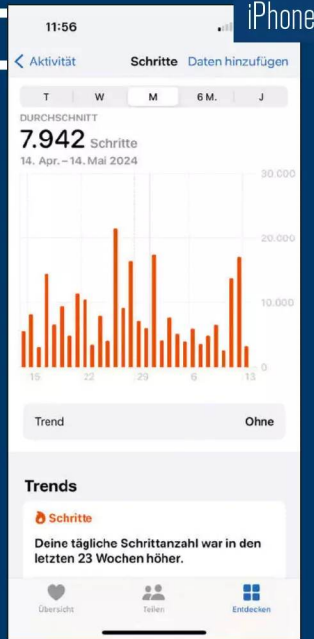 iPhone
11:56
Aktivität Schritte Daten hinzufügen
T W M 6 M. J
DURCHSCHNITT
7.942 Schritte
14. Apr. – 14. Mai 2024
30.000
20.000
10.000
0
15 22 29 6 13
Trend Ohne
Trends
Schritte
Deine tägliche Schrittanzahl war in den
letzten 23 Wochen höher.
Übersicht Teilen Entdecken